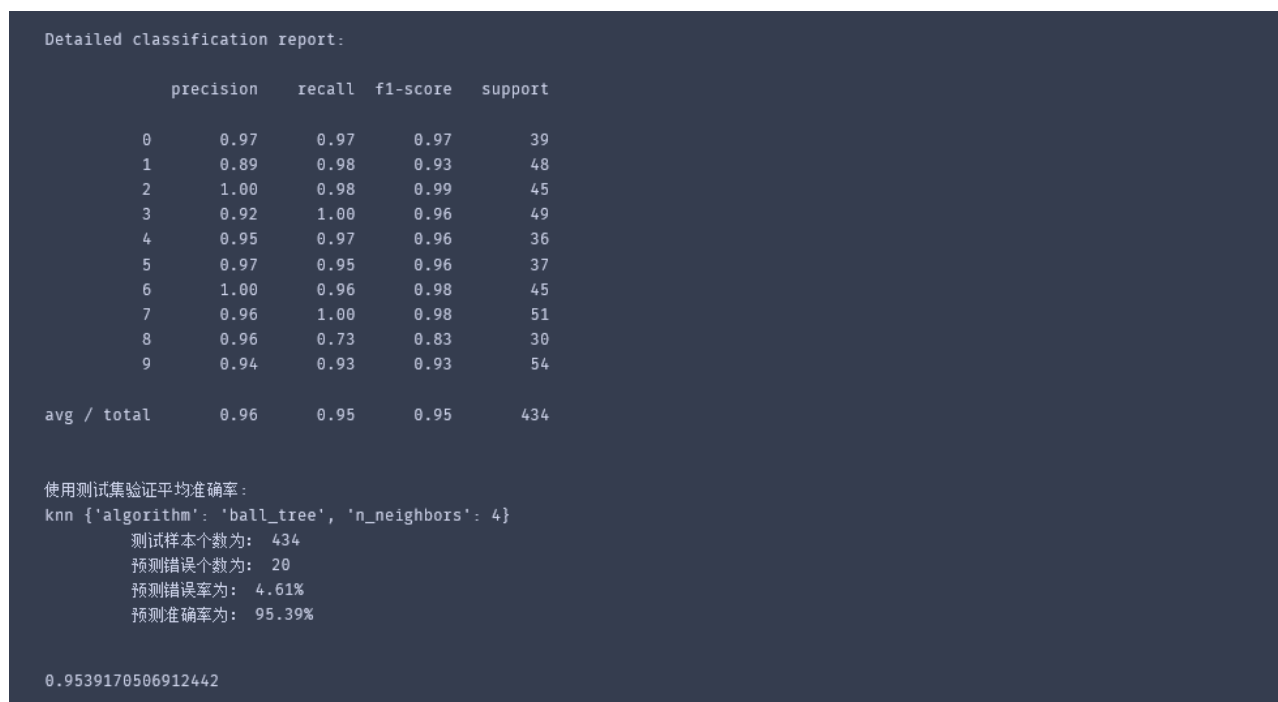 Detailed classification report:
precision recall f1-score support
0 0.97 0.97 0.97 39
1 0.89 0.98 0.93 48
2 1.00 0.98 0.99 45
3 0.92 1.00 0.96 49
4 0.95 0.97 0.96 36
5 0.97 0.95 0.96 37
6 1.00 0.96 0.98 45
7 0.96 1.00 0.98 51
8 0.96 0.73 0.83 30
9 0.94 0.93 0.93 54
avg / total 0.96 0.95 0.95 434
使用测试集验证平均准确率:
knn {'algorithm': 'ball_tree', 'n_neighbors': 4}
测试样本个数为: 434
预测错误个数为: 20
预测错误率为: 4.61%
预测准确率为: 95.39%
0.9539170506912442